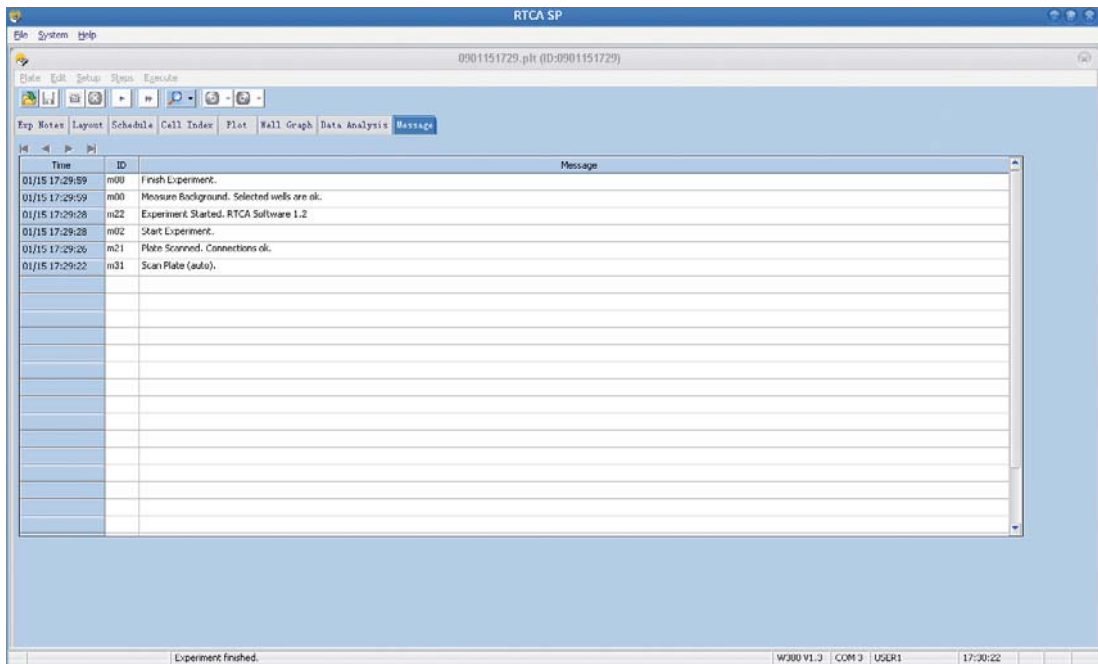 RTCA SP
File System Help
0901151729.plt (ID:0901151729)
Plate Edit Setup Steps Execute
Exp Notes Layout Schedule Cell Index Plot Well Graph Data Analysis Message
Time ID Message
01/15 17:29:59 m00 Finish Experiment.
01/15 17:29:59 m00 Measure Background. Selected wells are ok.
01/15 17:29:28 m22 Experiment Started. RTCA Software 1.2
01/15 17:29:28 m02 Start Experiment.
01/15 17:29:26 m21 Plate Scanned. Connections ok.
01/15 17:29:22 m31 Scan Plate (auto).
Experiment finished. W380 V1.3 COM 3 USER1 17:30:22